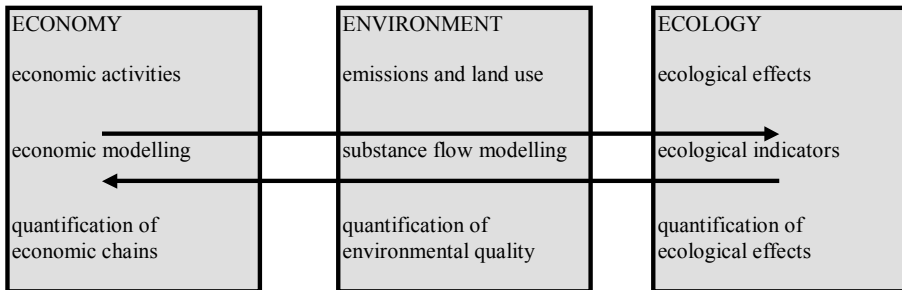 ECONOMY
economic activities
economic modelling
quantification of
economic chains
ENVIRONMENT
emissions and land use
substance flow modelling
quantification of
environmental quality
ECOLOGY
ecological effects
ecological indicators
quantification of
ecological effects